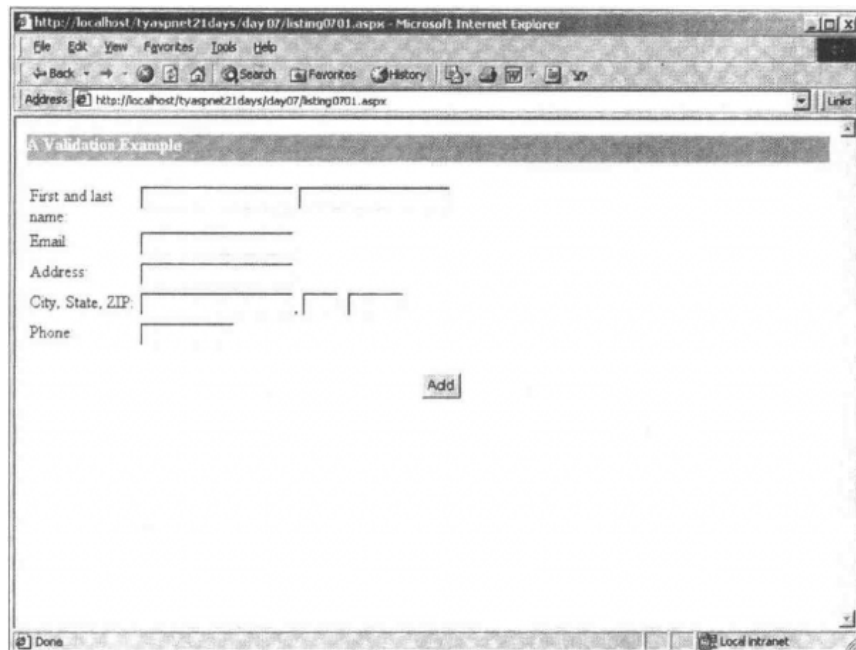 http://localhost/tyaspnet21days/day07/listing0701.aspx - Microsoft Internet Explorer
File Edit View Favorites Tools Help
Back Search Favorites History
Address http://localhost/tyaspnet21days/day07/listing0701.aspx Links
A Validation Example
First and last
name:
Email
Address:
City, State, ZIP: ,
Phone
Add
Done Local intranet